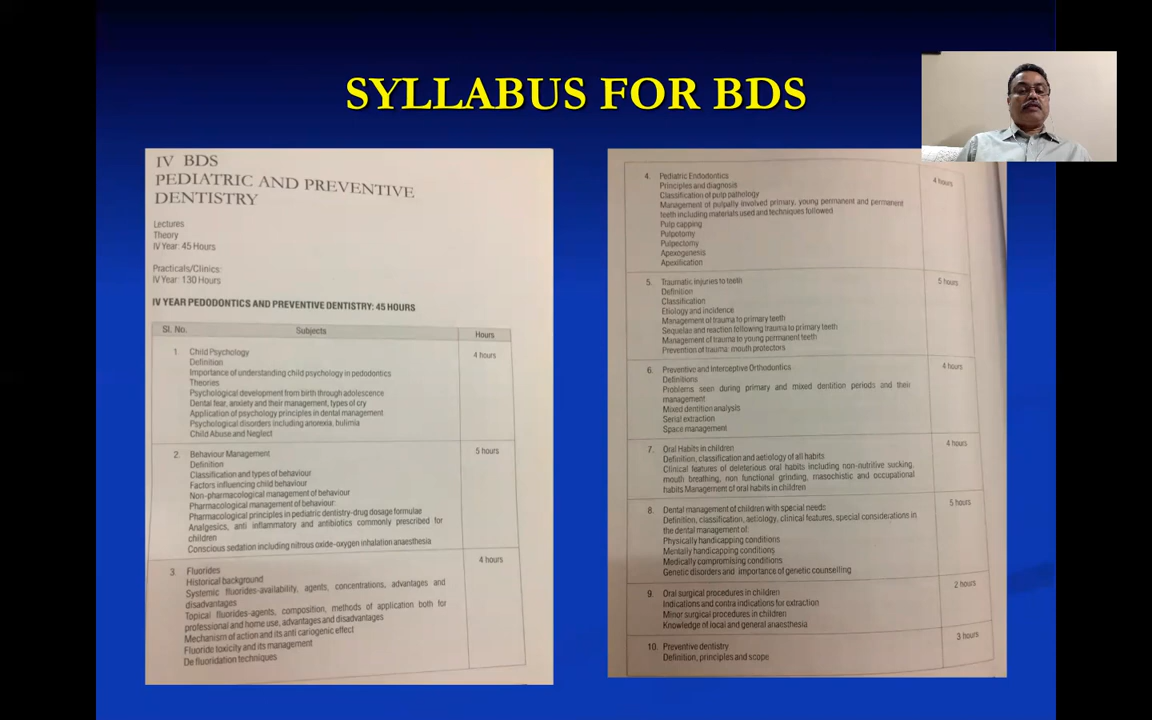 SYLLABUS FOR BDS
IV BDS
PEDIATRIC AND PREVENTIVE
DENTISTRY
Lectures
Theory
IV Year: 45 Hours
Practicals/Clinics
IV Year: 130 Hours
IV YEAR PEDODONTICS AND PREVENTIVE DENTISTRY: 45 HOURS
Sl. No. Subjects Hours
1. Child Psychology 4 hours
Definition
Importance of understanding child psychology in pedodontics
Theories
Psychological development from birth through adolescence
Dental fear, anxiety and their management, types of cry
Application of psychology principles in dental management
Psychological disorders including anorexia, bulimia
Child Abuse and Neglect
2. Behaviour Management 5 hours
Definition
Classification and types of behaviour
Factors influencing child behaviour
Non-pharmacological management of behaviour
Pharmacological management of behaviour
Pharmacological principles in pediatric dentistry-drug dosage formulae
Analgesics, anti inflammatory and antibiotics commonly prescribed for
children
Conscious sedation including nitrous oxide-oxygen inhalation anaesthesia
3. Fluorides 4 hours
Historical background
Systemic fluorides-availability, agents, concentrations, advantages and
disadvantages
Topical fluorides-agents, composition, methods of application both for
professional and home use, advantages and disadvantages
Mechanism of action and its anti cariogenic effect
Fluoride toxicity and its management
De fluoridation techniques
4. Pediatric Endodontics 4 hours
Principles and diagnosis
Classification of pulp pathology
Management of pulpally involved primary, young permanent and permanent
teeth including materials used and techniques followed
Pulp capping
Pulpotomy
Pulpectomy
Apexogenesis
Apexification
5. Traumatic Injuries to teeth 5 hours
Definition
Classification
Etiology and incidence
Management of trauma to primary teeth
Sequelae and reaction following trauma to primary teeth
Management of trauma to young permanent teeth
Prevention of trauma: mouth protectors
6. Preventive and Interceptive Orthodontics 4 hours
Definitions
Problems seen during primary and mixed dentition periods and their
management
Mixed dentition analysis
Serial extraction
Space management
7. Oral Habits in children 4 hours
Definition, classification and aetiology of all habits
Clinical features of deleterious oral habits including non-nutritive sucking,
mouth breathing, non functional grinding, masochistic and occupational
habits Management of oral habits in children
8. Dental management of children with special needs 5 hours
Definition, classification, aetiology, clinical features, special considerations in
the dental management of:
Physically handicapping conditions
Mentally handicapping conditions
Medically compromising conditions
Genetic disorders and importance of genetic counselling
9. Oral surgical procedures in children 2 hours
Indications and contra indications for extraction
Minor surgical procedures in children
Knowledge of local and general anaesthesia
10. Preventive dentistry 3 hours
Definition, principles and scope